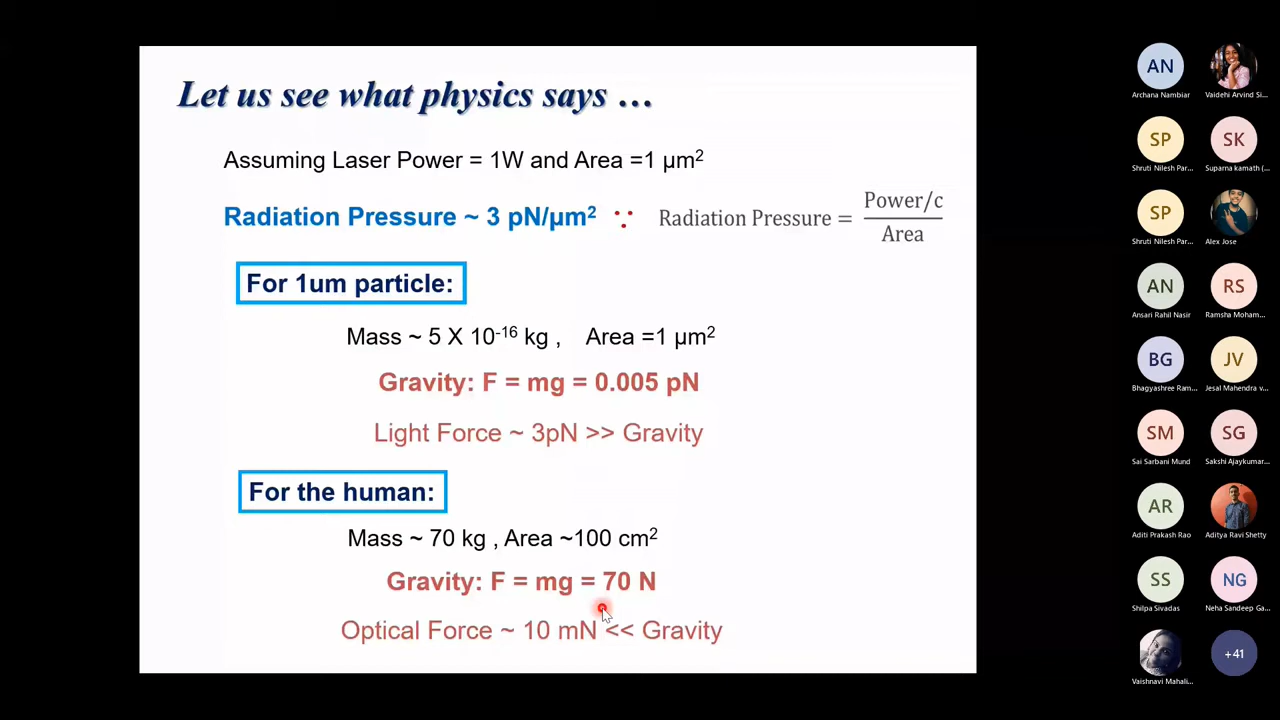 Let us see what physics says …
Assuming Laser Power = 1W and Area =1 µm²
Radiation Pressure ~ 3 pN/µm² ∵ Radiation Pressure = Power/c / Area
For 1um particle:
Mass ~ 5 X 10⁻¹⁶ kg , Area =1 µm²
Gravity: F = mg = 0.005 pN
Light Force ~ 3pN >> Gravity
For the human:
Mass ~ 70 kg , Area ~100 cm²
Gravity: F = mg = 70 N
Optical Force ~ 10 mN << Gravity
AN
Archana Nambiar
Vaidehi Arvind Si...
SP
Shruti Nilesh Par...
SK
Suparna kamath (...
SP
Shruti Nilesh Par...
Alex Jose
AN
Ansari Rahil Nasir
RS
Ramsha Moham...
BG
Bhagyashree Ram...
JV
Jesal Mahendra v...
SM
Sai Sarbani Mund
SG
Sakshi Ajaykumar...
AR
Aditi Prakash Rao
Aditya Ravi Shetty
SS
Shilpa Sivadas
NG
Neha Sandeep Ga...
Vaishnavi Mahali...
+41